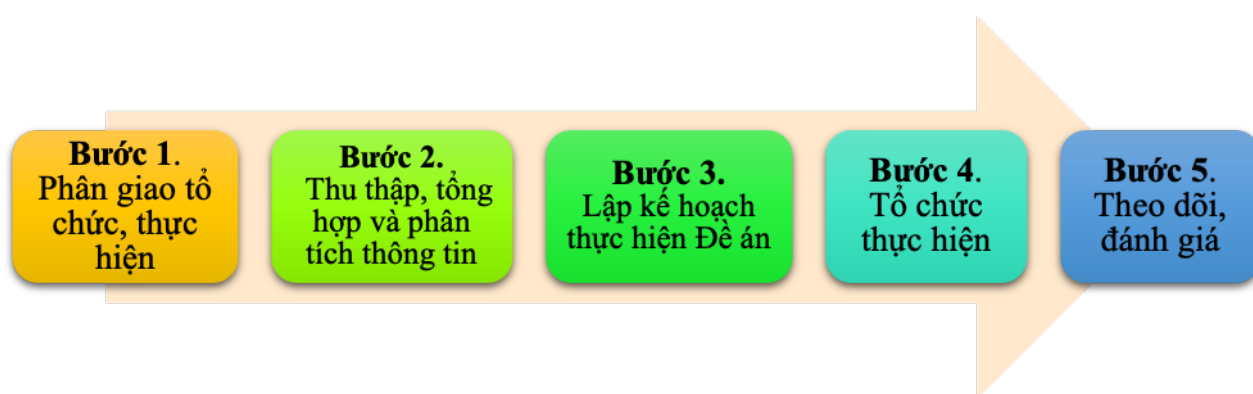 Bước 1.
Phân giao tổ
chức, thực
hiện
Bước 2.
Thu thập, tổng
hợp và phân
tích thông tin
Bước 3.
Lập kế hoạch
thực hiện Đề án
Bước 4.
Tổ chức
thực hiện
Bước 5.
Theo dõi,
đánh giá